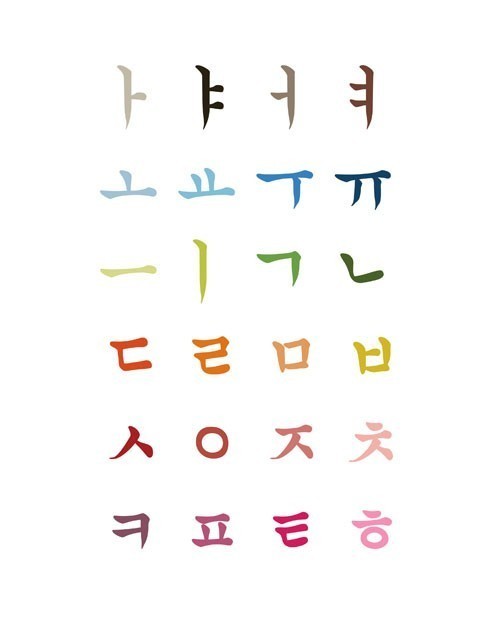 ㅏ ㅑ ㅓ ㅕ
ㅗ ㅛ ㅜ ㅠ
ㅡ ㅣ ㄱ ㄴ
ㄷ ㄹ ㅁ ㅂ
ㅅ ㅇ ㅈ ㅊ
ㅋ ㅍ ㅌ ㅎ